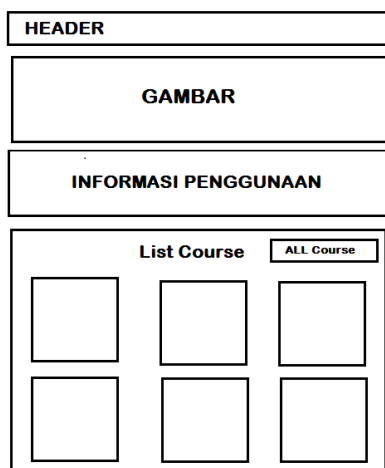 HEADER
GAMBAR
INFORMASI PENGGUNAAN
List Course
ALL Course